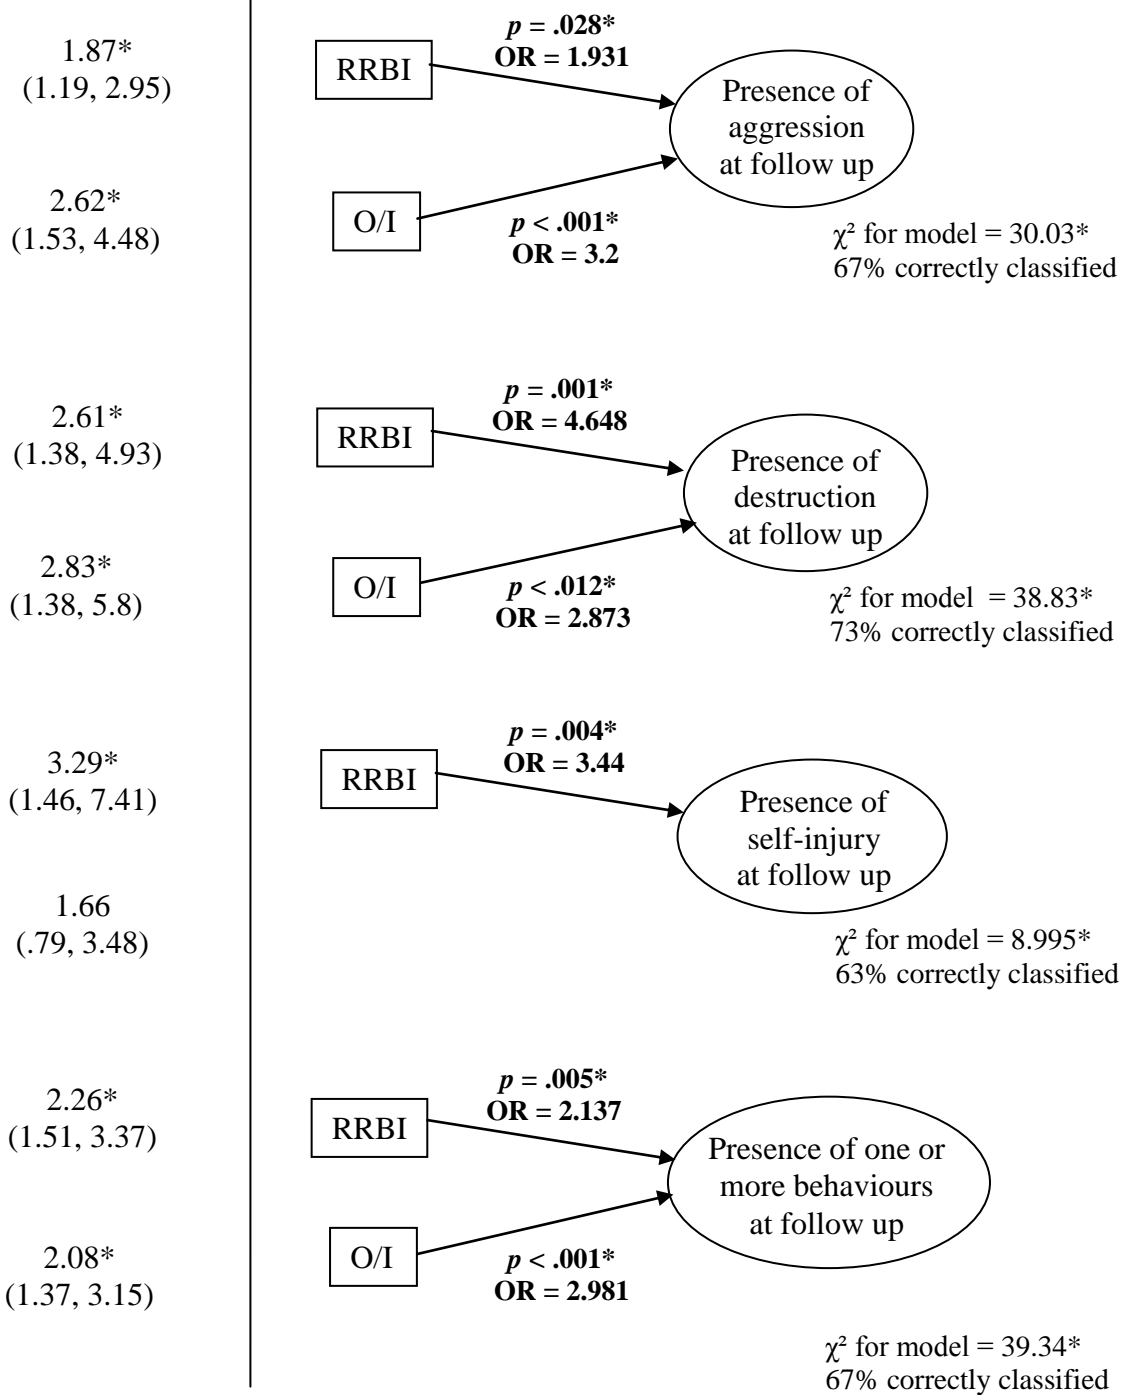 1.87*
(1.19, 2.95)
RRBI
p = .028*
OR = 1.931
Presence of
aggression
at follow up
2.62*
(1.53, 4.48)
O/I
p < .001*
OR = 3.2
χ² for model = 30.03*
67% correctly classified
2.61*
(1.38, 4.93)
RRBI
p = .001*
OR = 4.648
Presence of
destruction
at follow up
2.83*
(1.38, 5.8)
O/I
p < .012*
OR = 2.873
χ² for model = 38.83*
73% correctly classified
3.29*
(1.46, 7.41)
RRBI
p = .004*
OR = 3.44
Presence of
self-injury
at follow up
1.66
(.79, 3.48)
χ² for model = 8.995*
63% correctly classified
2.26*
(1.51, 3.37)
RRBI
p = .005*
OR = 2.137
Presence of one or
more behaviours
at follow up
2.08*
(1.37, 3.15)
O/I
p < .001*
OR = 2.981
χ² for model = 39.34*
67% correctly classified